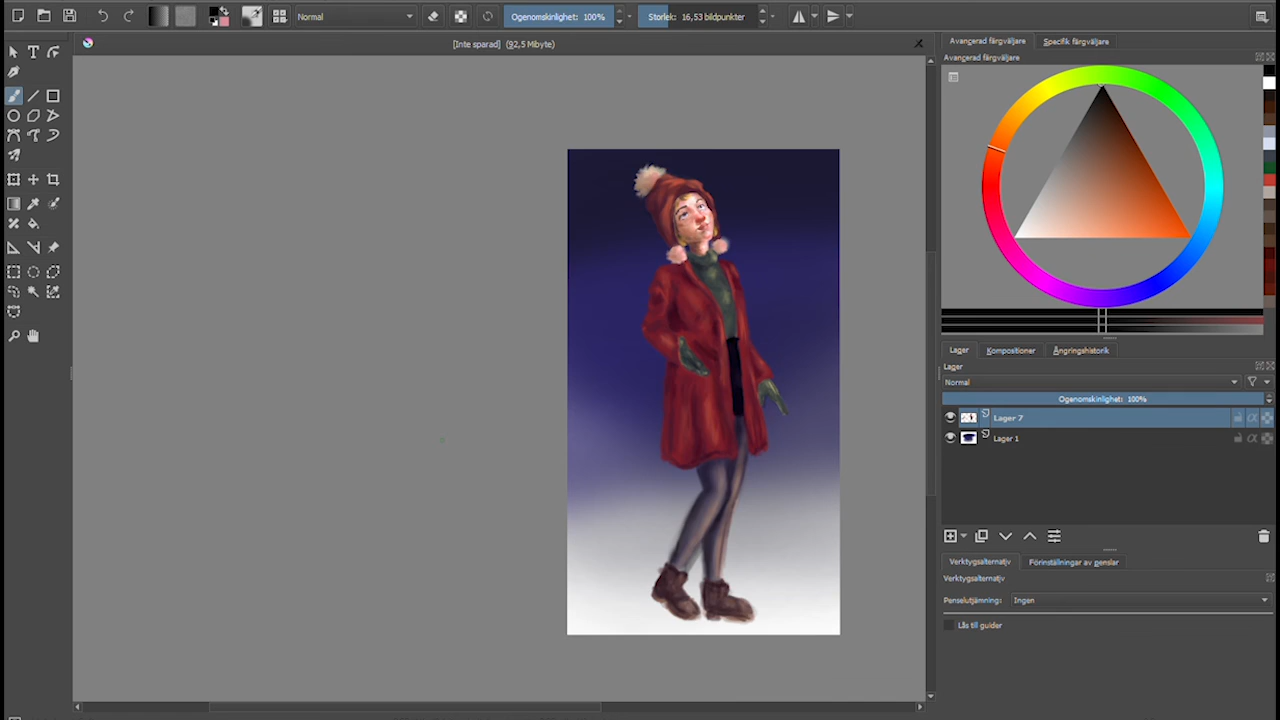 Normal
Ogenomskinlighet: 100%
Storlek: 16,53 bildpunkter
[Inte sparad] (92,5 Mibyte)
Avancerad färgväljare
Specifik färgväljare
Avancerad färgväljare
Lager
Kompositioner
Ångringshistorik
Lager
Normal
Ogenomskinlighet: 100%
Lager 7
Lager 1
Verktygsalternativ
Förinställningar av penslar
Verktygsalternativ
Penselutjämning:
Ingen
Lås till guider